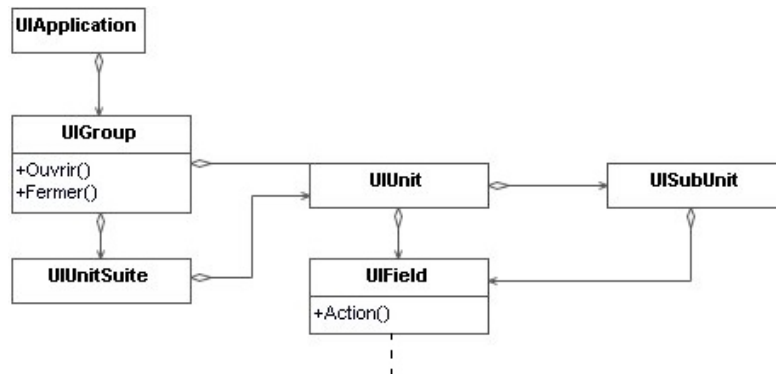 UIApplication
UIGroup
+Ouvrir()
+Fermer()
UIUnit
UISubUnit
UIUnitSuite
UIField
+Action()